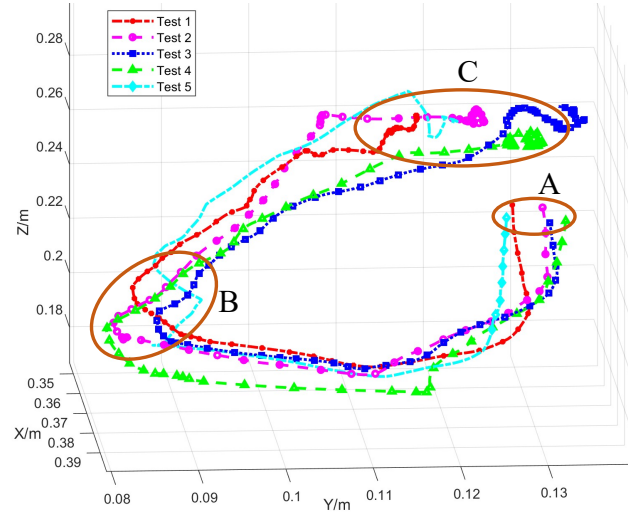 0.28
0.26
0.24
0.22
0.2
0.18
Z/m
Test 1
Test 2
Test 3
Test 4
Test 5
C
A
B
0.35
0.36
0.37
0.38
0.39
X/m
0.08
0.09
0.1
0.11
0.12
0.13
Y/m